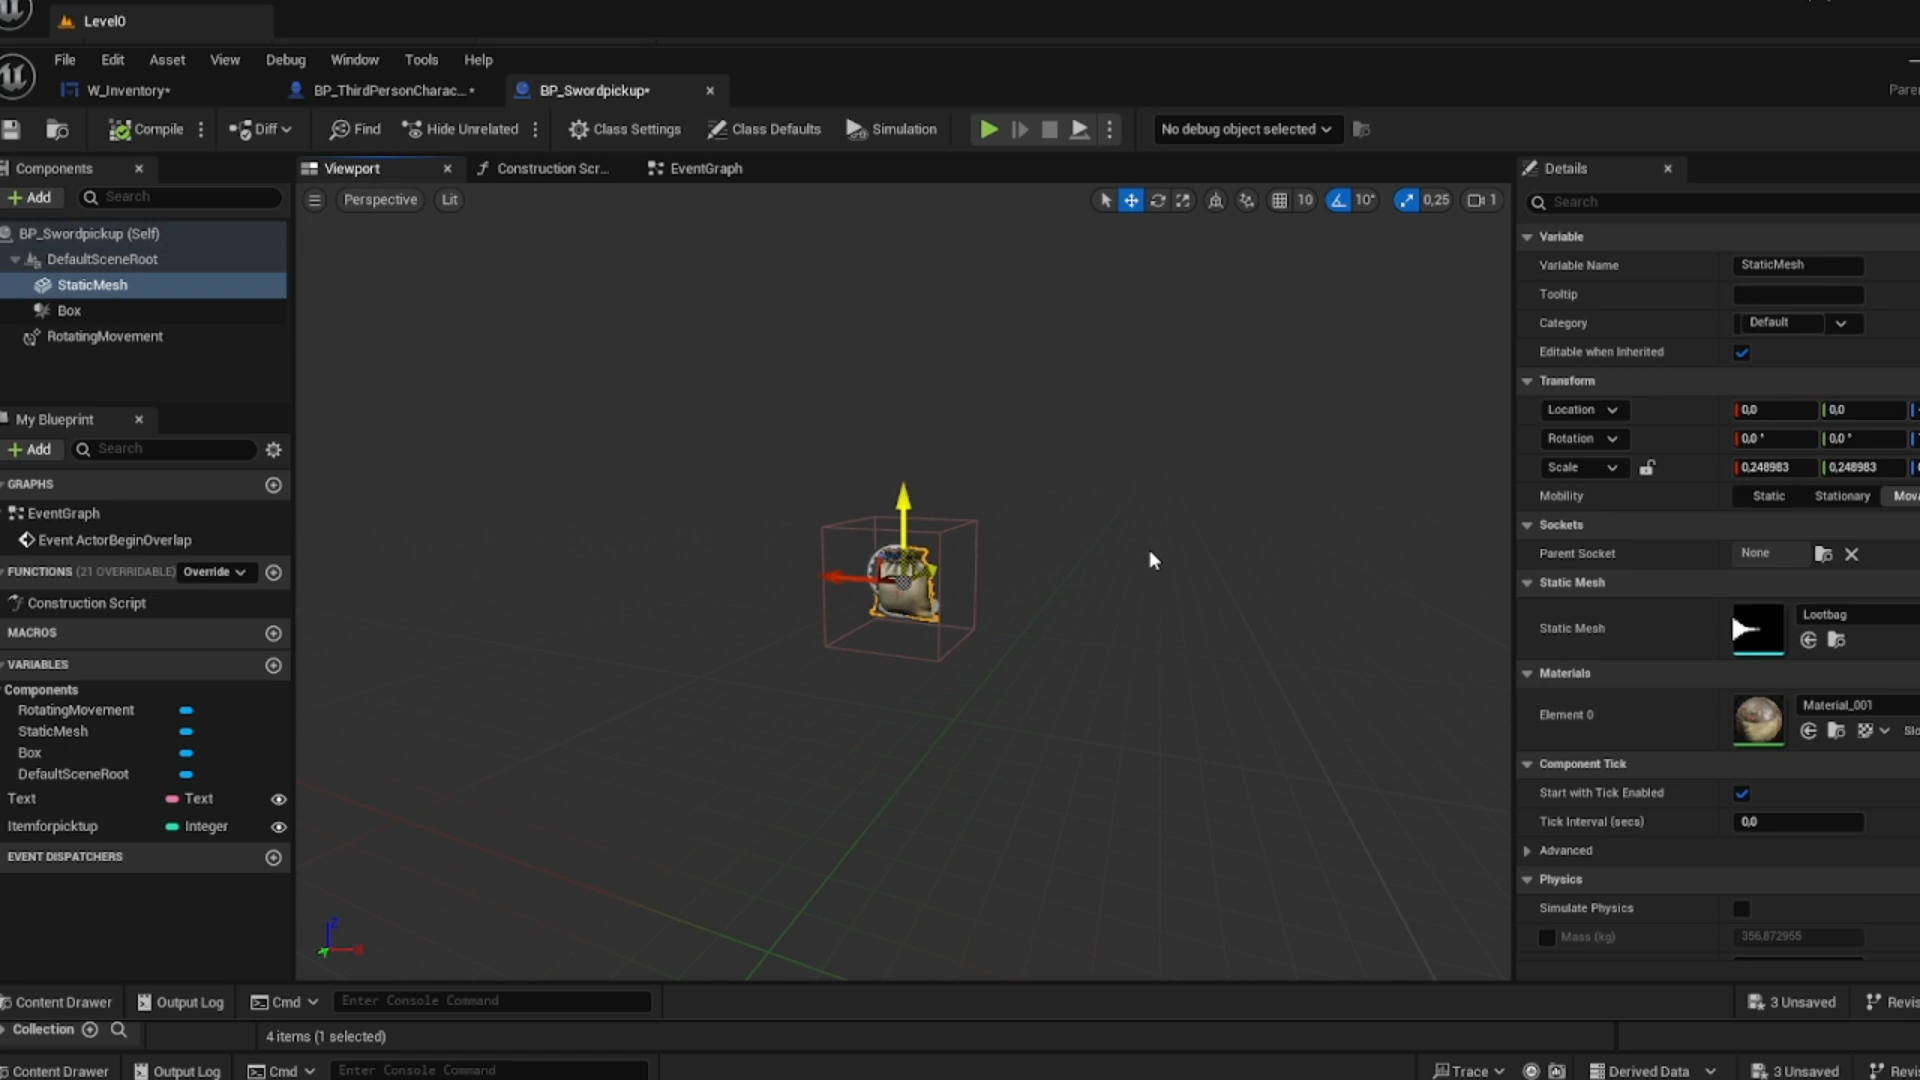 Level0
File Edit Asset View Debug Window Tools Help
W_Inventory* BP_ThirdPersonCharac...* BP_Swordpickup*
Compile Diff Find Hide Unrelated Class Settings Class Defaults Simulation No debug object selected
Components Viewport Construction Scr... EventGraph Details
Add Search Perspective Lit 10 10° 0,25 1 Search
BP_Swordpickup (Self)
DefaultSceneRoot
StaticMesh
Box
RotatingMovement
My Blueprint
Add Search
GRAPHS
EventGraph
Event ActorBeginOverlap
FUNCTIONS (21 OVERRIDABLE) Override
Construction Script
MACROS
VARIABLES
Components
RotatingMovement
StaticMesh
Box
DefaultSceneRoot
Text Text
Itemforpicktup Integer
EVENT DISPATCHERS
Z
X
Variable
Variable Name StaticMesh
Tooltip
Category Default
Editable when Inherited
Transform
Location 0,0 0,0
Rotation 0,0 ° 0,0 °
Scale 0,248983 0,248983
Mobility Static Stationary Mova
Sockets
Parent Socket None
Static Mesh
Static Mesh Lootbag
Materials
Element 0 Material_001
Component Tick
Start with Tick Enabled
Tick Interval (secs) 0,0
Advanced
Physics
Simulate Physics
Mass (kg) 356,872955
Content Drawer Output Log Cmd Enter Console Command 3 Unsaved Revis
Collection 4 items (1 selected)
Content Drawer Output Log Cmd Enter Console Command Trace Derived Data 3 Unsaved Revis